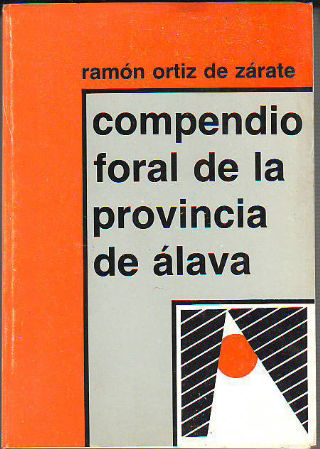 ramón ortiz de zárate
compendio
foral de la
provincia
de álava